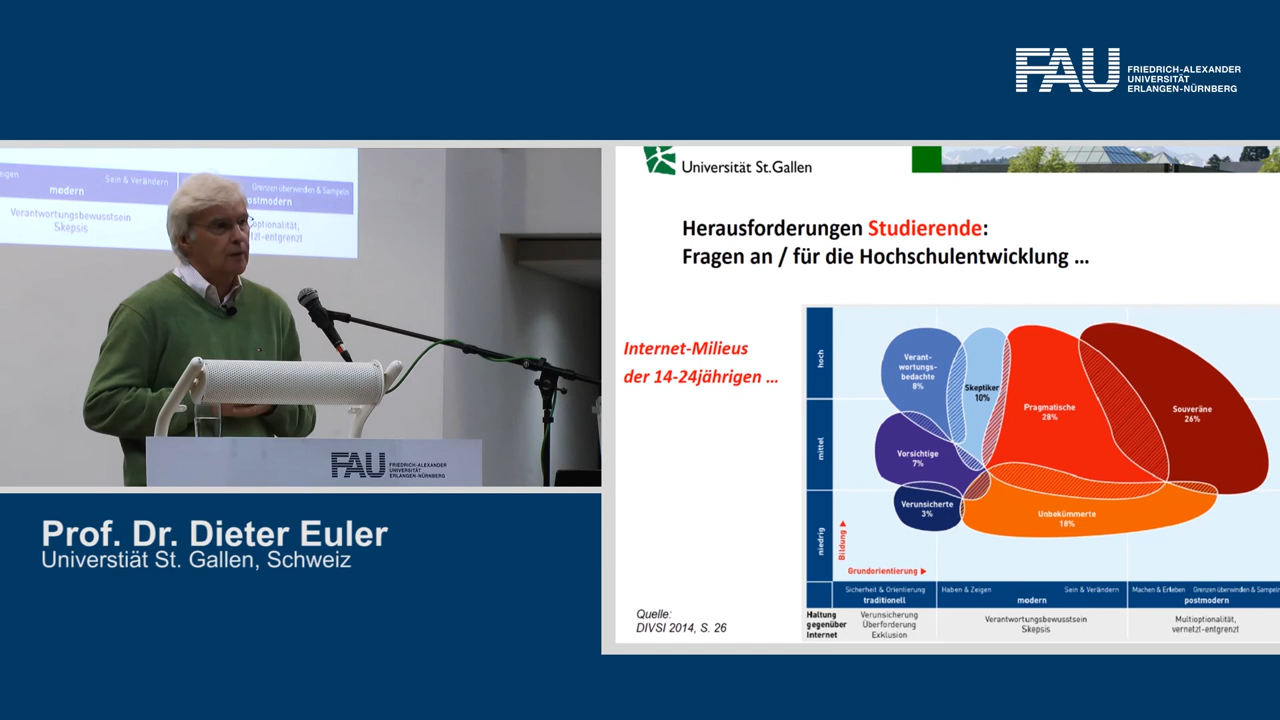 FAU FRIEDRICH-ALEXANDER
UNIVERSITÄT
ERLANGEN-NÜRNBERG
Sein & Verändern
Grenzen überwinden & Sampeln
modern
Verantwortungsbewusstsein
Skepsis
FAU FRIEDRICH-ALEXANDER
UNIVERSITÄT
ERLANGEN-NÜRNBERG
Prof. Dr. Dieter Euler
Universtiät St. Gallen, Schweiz
Universität St.Gallen
Herausforderungen Studierende:
Fragen an / für die Hochschulentwicklung ...
Internet-Milieus
der 14-24jährigen ...
hoch
mittel
niedrig
Bildung
Grundorientierung
Verant-
wortungs-
bedachte
8%
Skeptiker
10%
Pragmatische
28%
Souveräne
26%
Vorsichtige
7%
Verunsicherte
3%
Unbekümmerte
18%
Sicherheit & Orientierung
traditionell
Haben & Zeigen
Sein & Verändern
modern
Machen & Erleben
Grenzen überwinden &
postmodern
Haltung
gegenüber
Internet
Verunsicherung
Überforderung
Exklusion
Verantwortungsbewusstsein
Skepsis
Multioptionalität,
vernetzt-entgrenzt
Quelle:
DIVSI 2014, S. 26